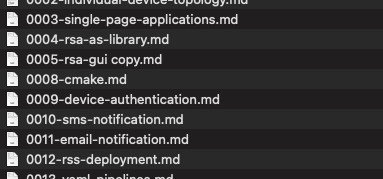 0002-individual-device-topology.md
0003-single-page-applications.md
0004-rsa-as-library.md
0005-rsa-gui copy.md
0008-cmake.md
0009-device-authentication.md
0010-sms-notification.md
0011-email-notification.md
0012-rss-deployment.md
0013-yaml-pipelines.md